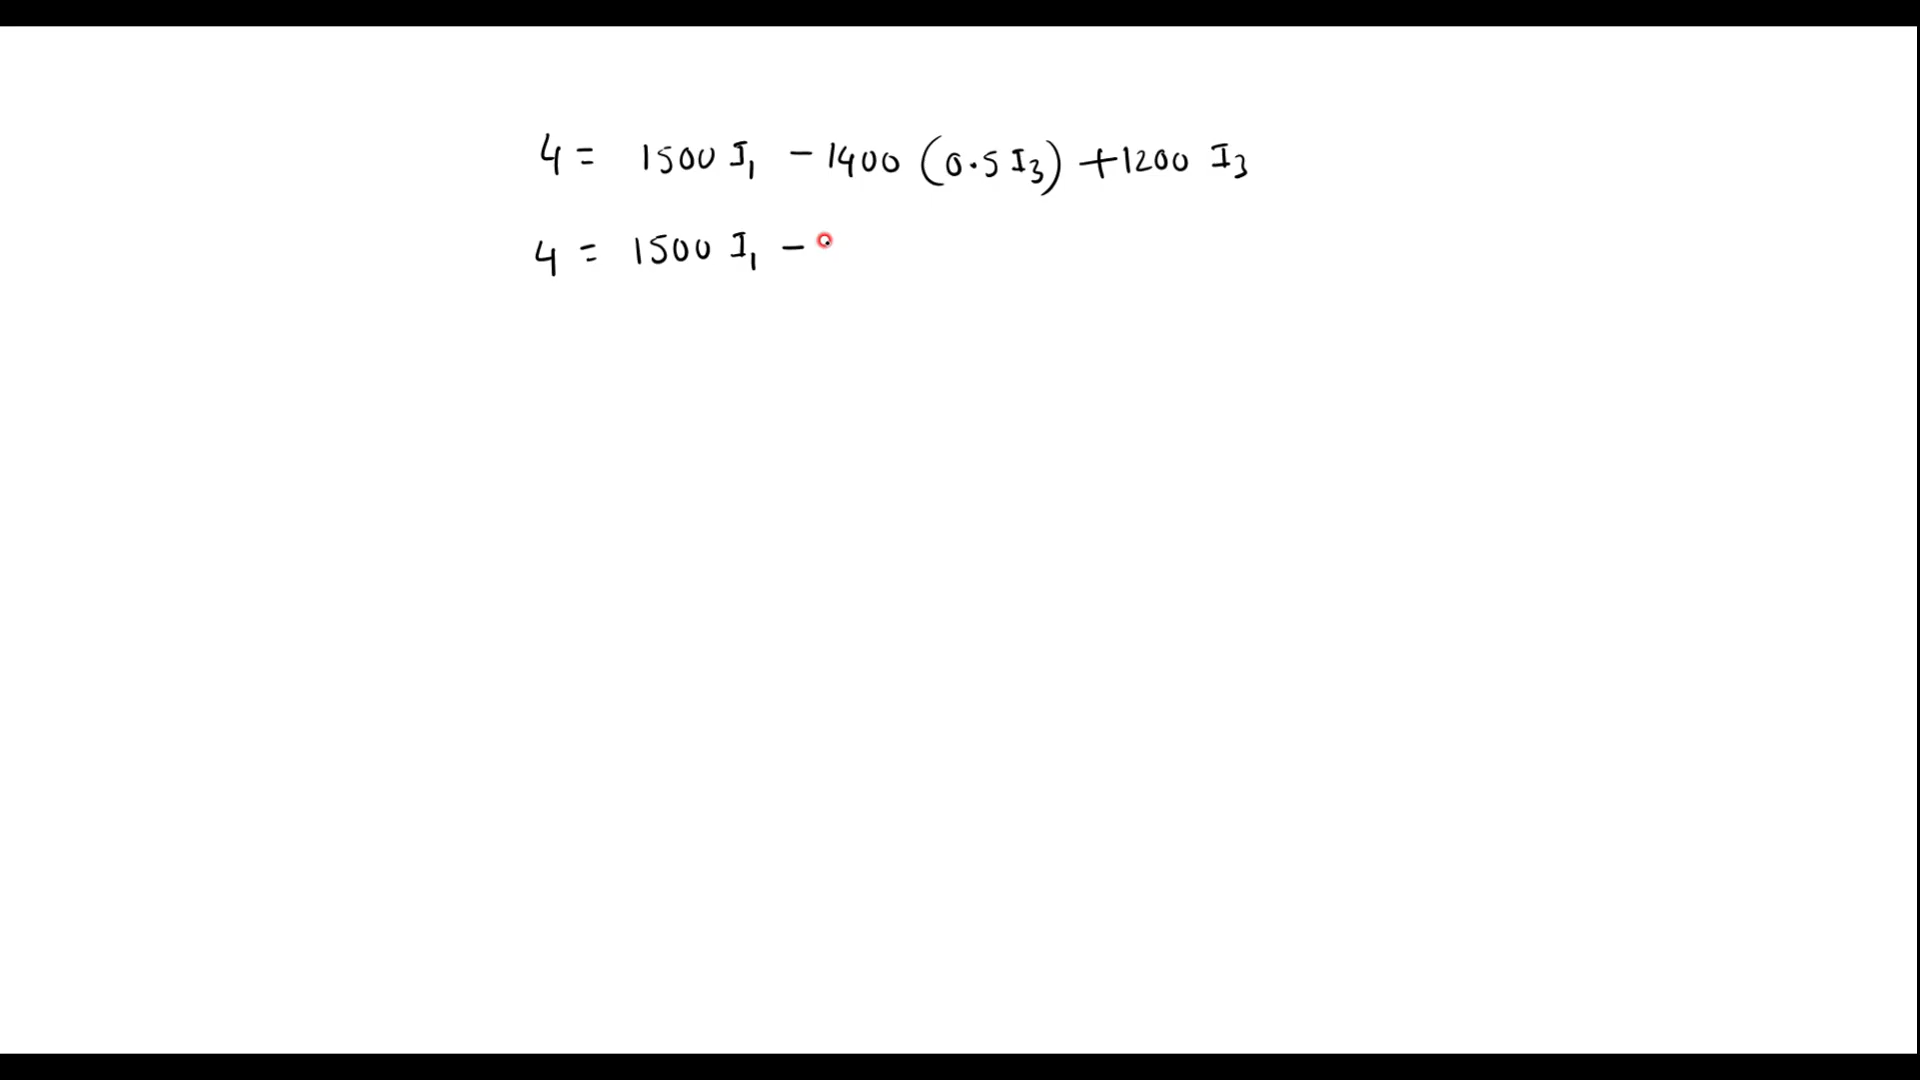 4 = 1500 I₁ - 1400 (0.5 I₃) + 1200 I₃
4 = 1500 I₁ -